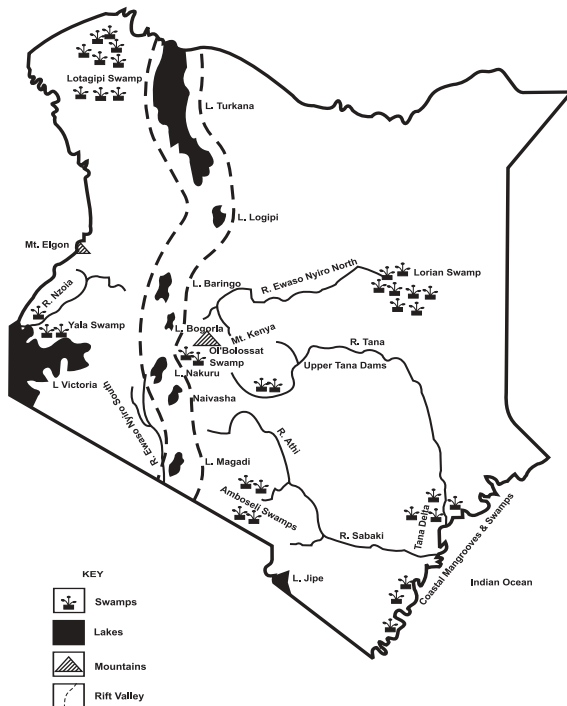 Lotagipi Swamp
L. Turkana
L. Logipi
Mt. Elgon
L. Baringo
R. Ewaso Nyiro North
Lorian Swamp
R. Nzoia
Yala Swamp
L. Bogoria
Mt. Kenya
Ol'Bolossat
Swamp
R. Tana
Upper Tana Dams
L Victoria
L. Nakuru
Naivasha
R. Ewaso Nyiro South
R. Athi
L. Magadi
Amboseli Swamps
R. Sabaki
Tana Delta
Coastal Mangrooves & Swamps
L. Jipe
Indian Ocean
KEY
Swamps
Lakes
Mountains
Rift Valley